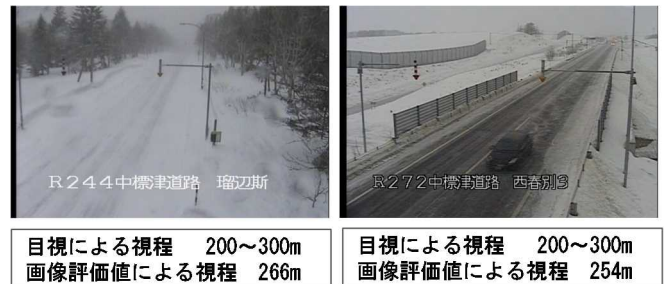 R244中標津道路 瑠辺斯
R272中標津道路 西春別3
目視による視程 200～300m
画像評価値による視程 266m
目視による視程 200～300m
画像評価値による視程 254m